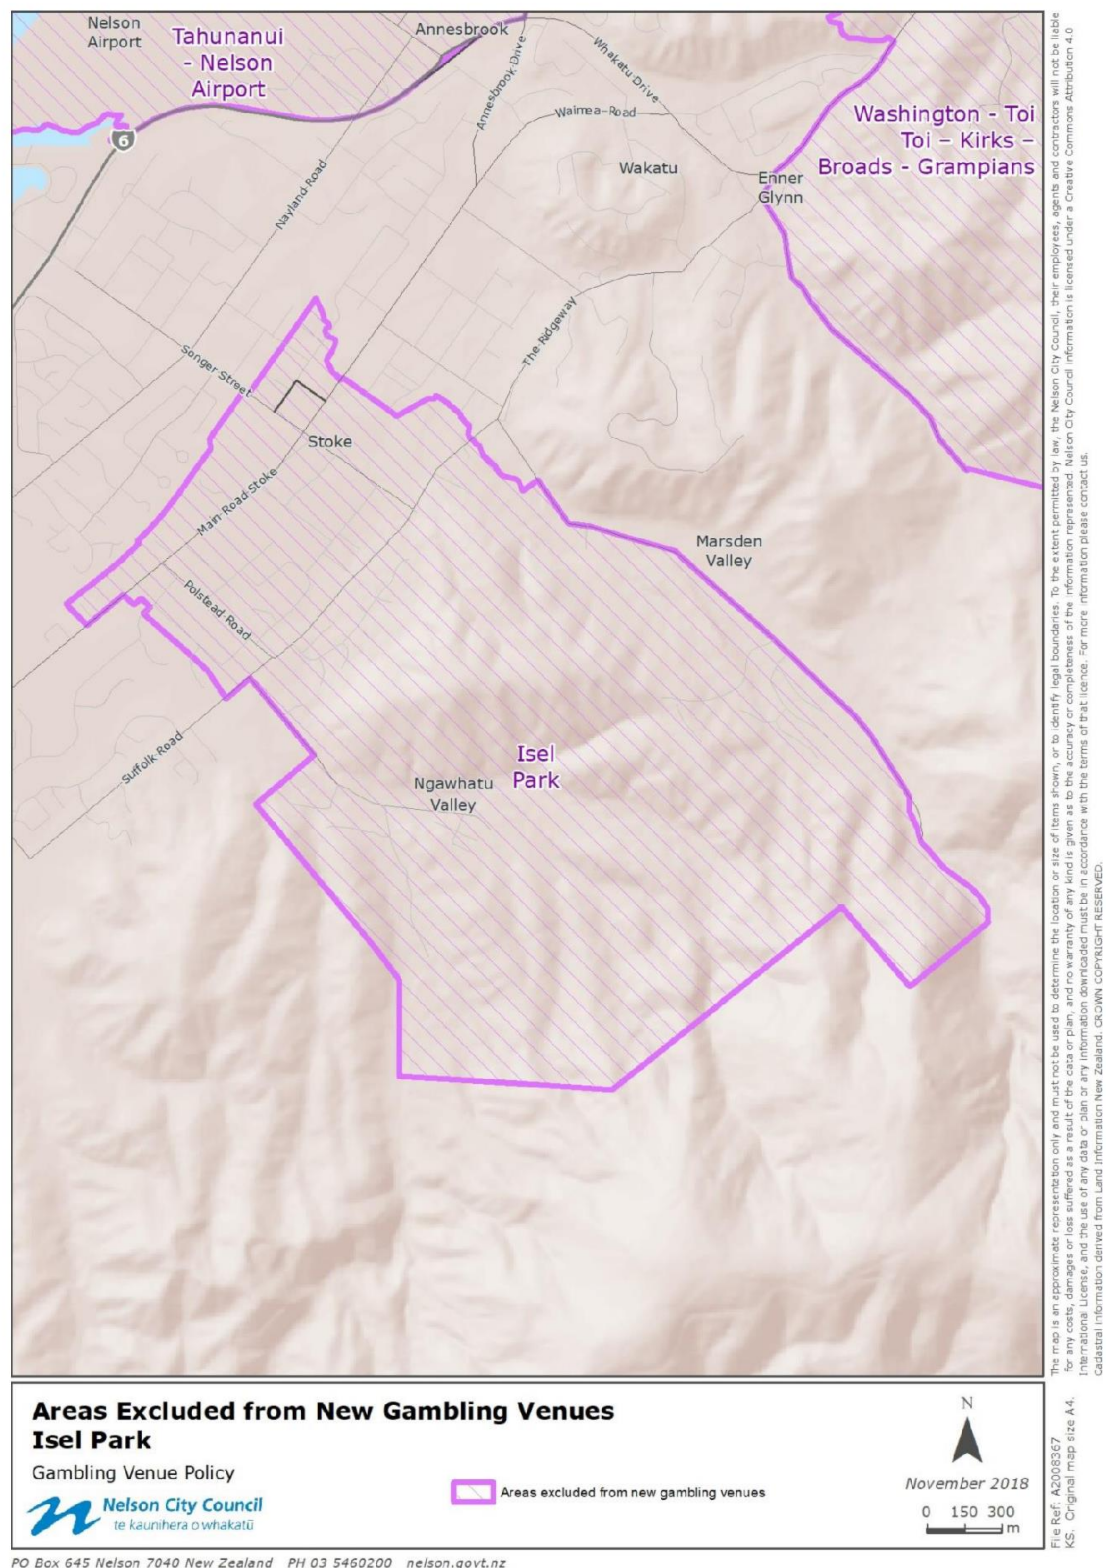 Nelson
Airport
Tahunanui
- Nelson
Airport
Annesbrook
Annesbrook Drive
Whakatu Drive
Waimea Road
Washington - Toi
Toi – Kirks –
Broads - Grampians
6
Wakatu
Enner
Glynn
Nayland Road
The Ridgeway
Songer Street
Stoke
Main Road Stoke
Marsden
Valley
Polstead Road
Suffolk Road
Isel
Park
Ngawhatu
Valley
The map is an approximate representation only and must not be used to determine the location or size of items shown, or to identify legal boundaries. To the extent permitted by law, the Nelson City Council, their employees, agents and contractors will not be liable
for any costs, damages or loss suffered as a result of the data or plan, and no warranty of any kind is given as to the accuracy or completeness of the information represented. Nelson City Council information is licensed under a Creative Commons Attribution 4.0
International License, and the use of any data or plan or any information downloaded must be in accordance with the terms of that licence. For more information please contact us.
Cadastral information derived from Land Information New Zealand. CROWN COPYRIGHT RESERVED.
Areas Excluded from New Gambling Venues
Isel Park
Gambling Venue Policy
Nelson City Council
te kaunihera o whakatū
Areas excluded from new gambling venues
N
November 2018
0 150 300
m
File Ref: A2008367
KS. Original map size A4.
PO Box 645 Nelson 7040 New Zealand PH 03 5460200 nelson.govt.nz